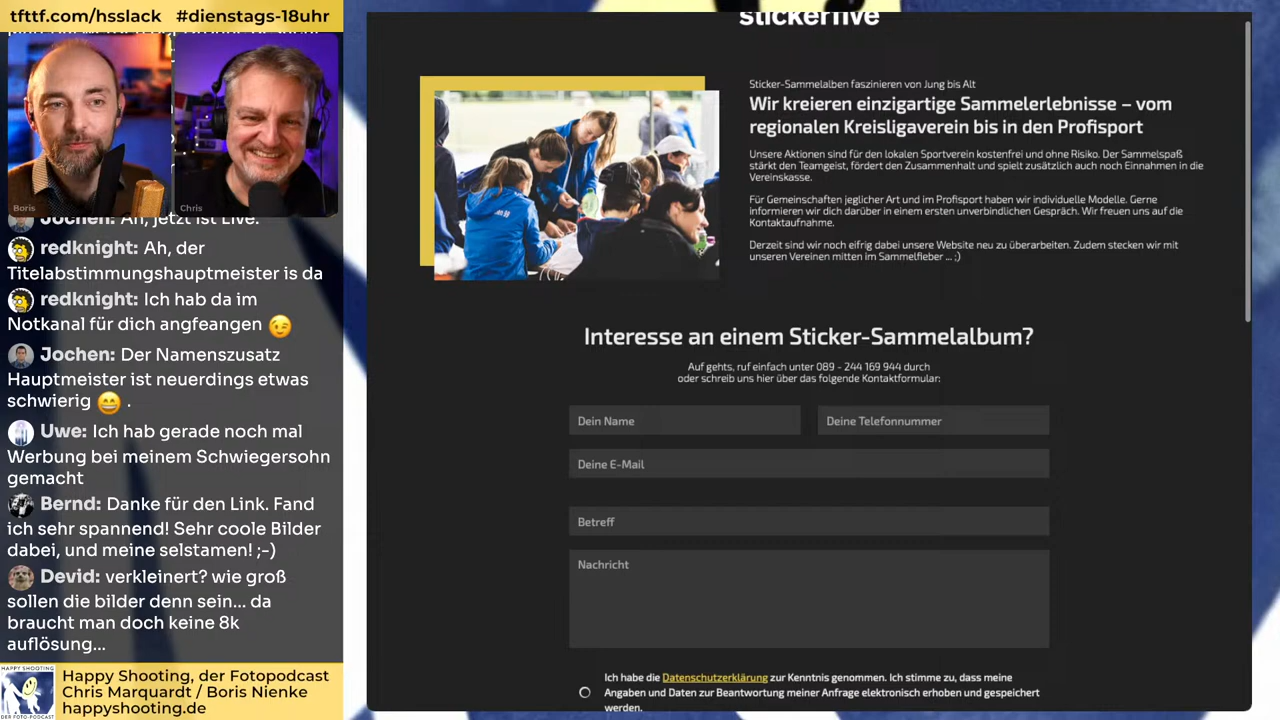 tfttf.com/hsslack #dienstags-18uhr
Boris
Chris
Jochen: Ah, jetzt ist Live.
redknight: Ah, der
Titelabstimmungshauptmeister is da
redknight: Ich hab da im
Notkanal für dich angfeangen 😉
Jochen: Der Namenszusatz
Hauptmeister ist neuerdings etwas
schwierig 😄 .
Uwe: Ich hab gerade noch mal
Werbung bei meinem Schwiegersohn
gemacht
Bernd: Danke für den Link. Fand
ich sehr spannend! Sehr coole Bilder
dabei, und meine selstamen! ;-)
Devid: verkleinert? wie groß
sollen die bilder denn sein... da
braucht man doch keine 8k
auflösung...
HAPPY SHOOTING
DER FOTO-PODCAST
Happy Shooting, der Fotopodcast
Chris Marquardt / Boris Nienke
happyshooting.de
stickerfive
Sticker-Sammelalben faszinieren von Jung bis Alt
Wir kreieren einzigartige Sammelerlebnisse – vom
regionalen Kreisligaverein bis in den Profisport
Unsere Aktionen sind für den lokalen Sportverein kostenfrei und ohne Risiko. Der Sammelspaß
stärkt den Teamgeist, fördert den Zusammenhalt und spielt zusätzlich auch noch Einnahmen in die
Vereinskasse.
Für Gemeinschaften jeglicher Art und im Profisport haben wir individuelle Modelle. Gerne
informieren wir dich darüber in einem ersten unverbindlichen Gespräch. Wir freuen uns auf die
Kontaktaufnahme.
Derzeit sind wir noch eifrig dabei unsere Website neu zu überarbeiten. Zudem stecken wir mit
unseren Vereinen mitten im Sammelfieber ... ;)
Interesse an einem Sticker-Sammelalbum?
Auf gehts, ruf einfach unter 089 - 244 169 944 durch
oder schreib uns hier über das folgende Kontaktformular:
Dein Name
Deine Telefonnummer
Deine E-Mail
Betreff
Nachricht
Ich habe die Datenschutzerklärung zur Kenntnis genommen. Ich stimme zu, dass meine
Angaben und Daten zur Beantwortung meiner Anfrage elektronisch erhoben und gespeichert
werden.